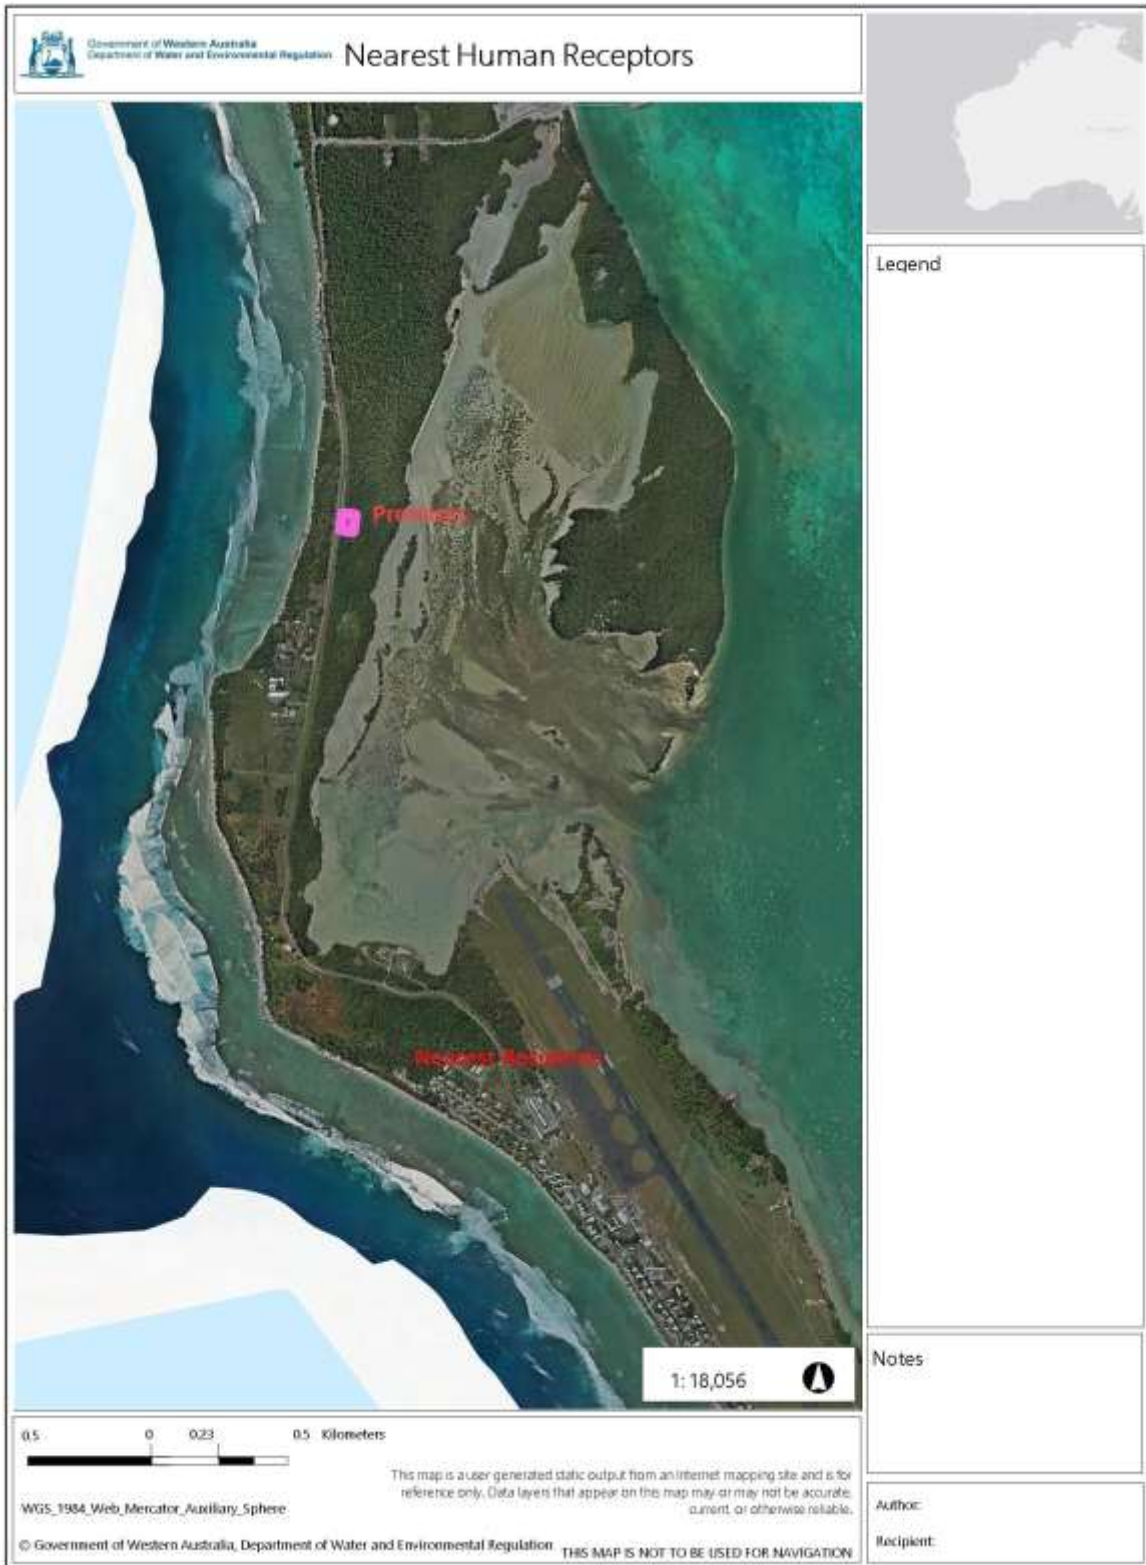 Government of Western Australia
Department of Water and Environmental Regulation
Nearest Human Receptors
Legend
1: 18,056
Notes
0.5 0 0.23 0.5 Kilometers
This map is a user generated static output from an Internet mapping site and is for
reference only. Data layers that appear on this map may or may not be accurate,
current, or otherwise reliable.
WGS_1984_Web_Mercator_Auxiliary_Sphere
© Government of Western Australia, Department of Water and Environmental Regulation
THIS MAP IS NOT TO BE USED FOR NAVIGATION
Author:
Recipient: